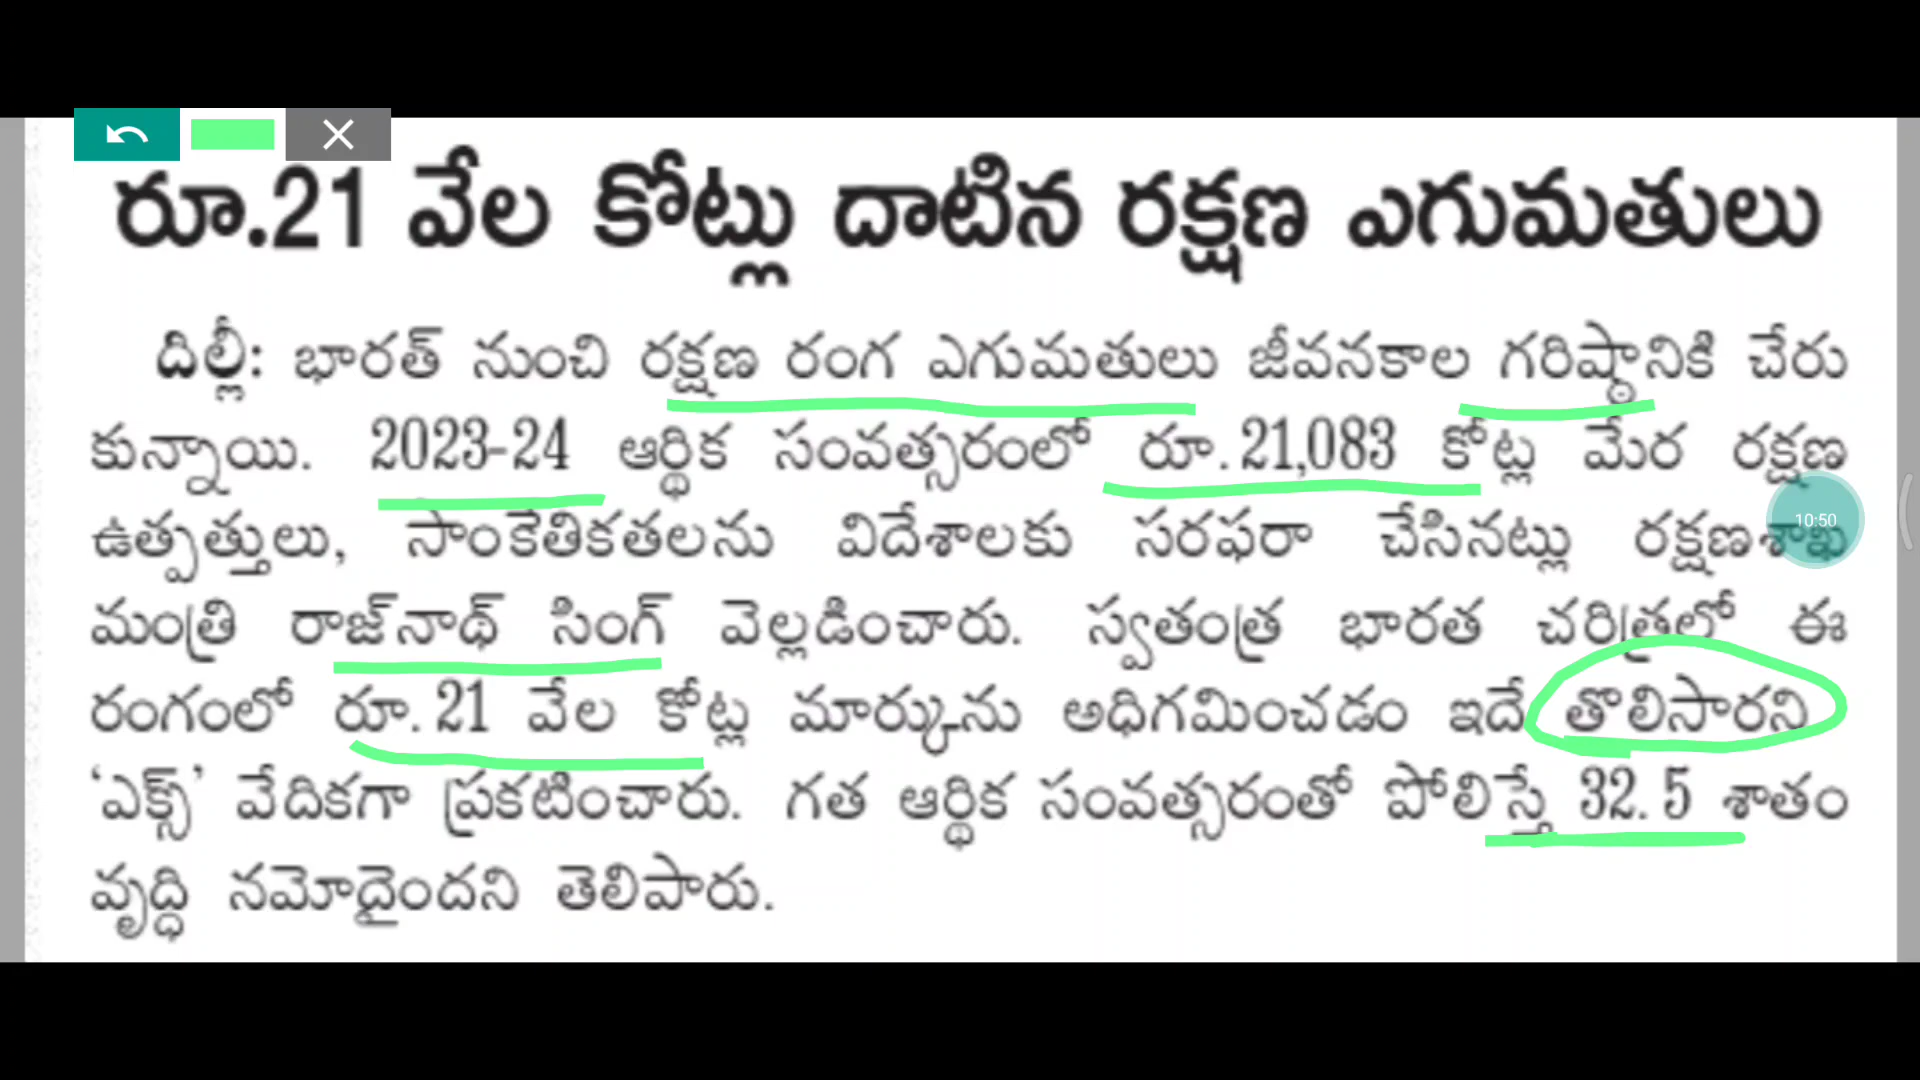 రూ.21 వేల కోట్లు దాటిన రక్షణ ఎగుమతులు
దిల్లీ: భారత్ నుంచి రక్షణ రంగ ఎగుమతులు జీవనకాల గరిష్ఠానికి చేరు
కున్నాయి. 2023-24 ఆర్థిక సంవత్సరంలో రూ.21,083 కోట్ల మేర రక్షణ
10:50
ఉత్పత్తులు, సాంకేతికతలను విదేశాలకు సరఫరా చేసినట్లు రక్షణశాఖ
మంత్రి రాజ్‌నాథ్ సింగ్ వెల్లడించారు. స్వతంత్ర భారత చరిత్రలో ఈ
రంగంలో రూ.21 వేల కోట్ల మార్కును అధిగమించడం ఇదే తొలిసారని
‘ఎక్స్’ వేదికగా ప్రకటించారు. గత ఆర్థిక సంవత్సరంతో పోలిస్తే 32.5 శాతం
వృద్ధి నమోదైందని తెలిపారు.